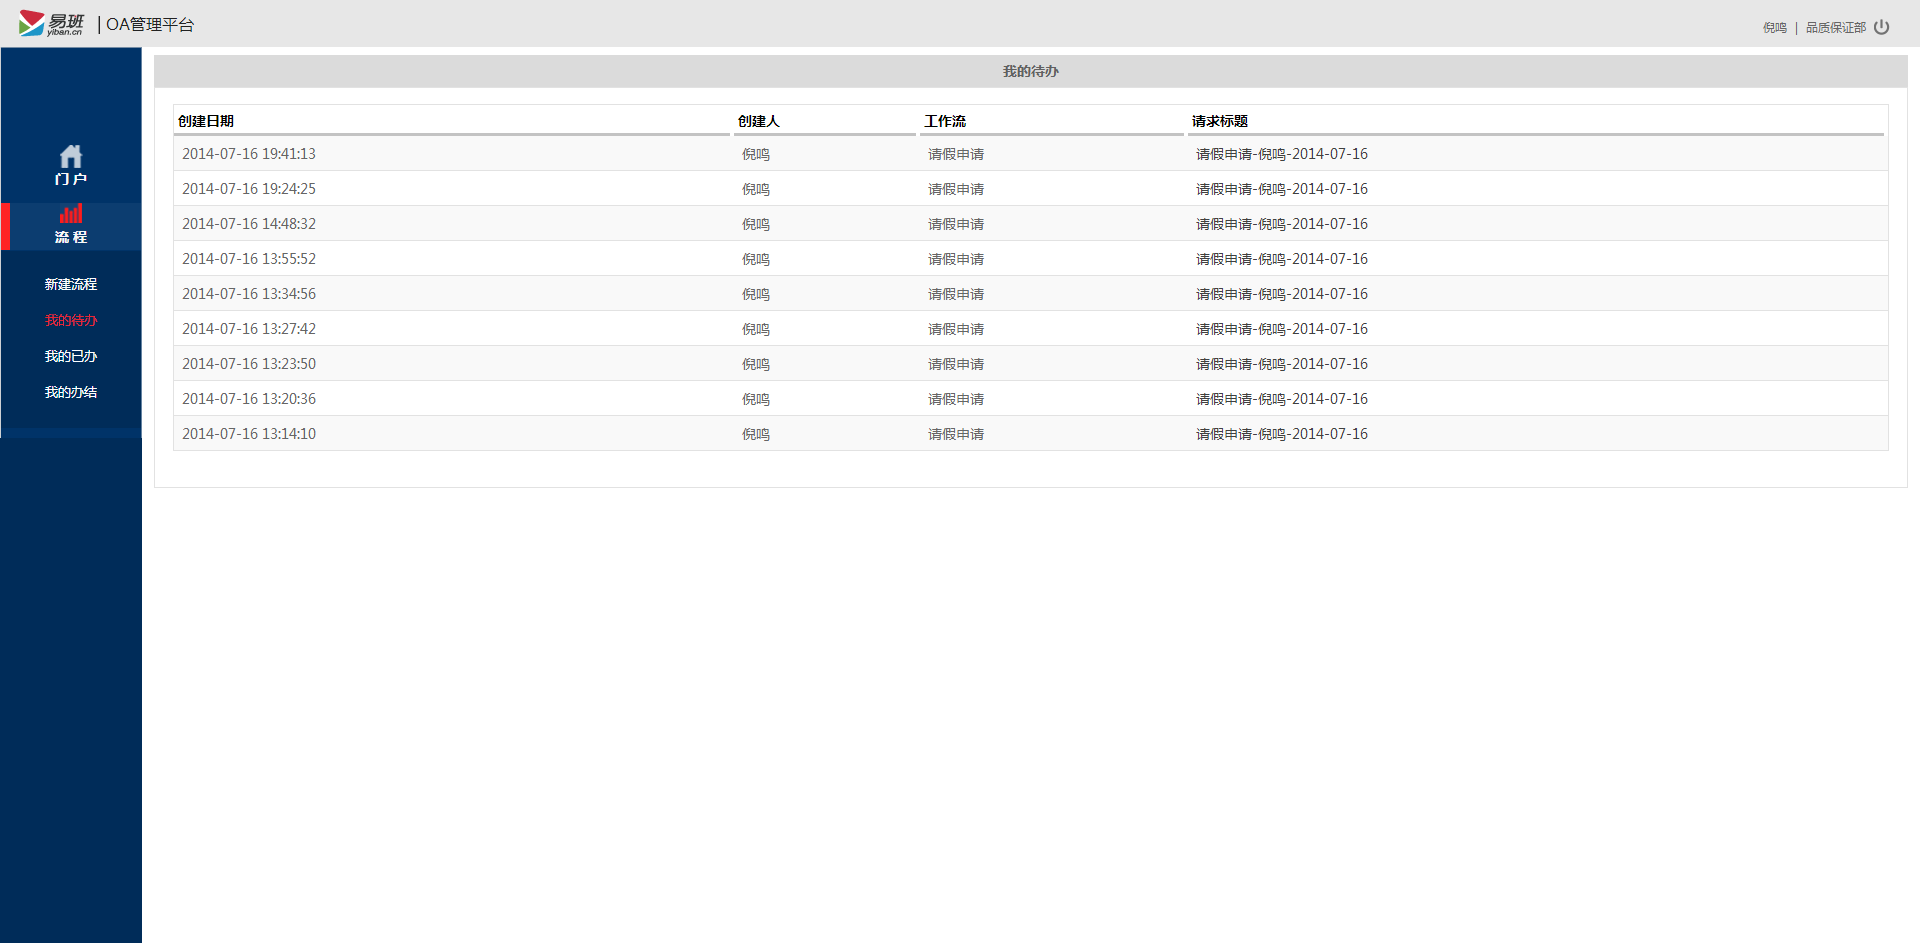 易班 yiban.cn | OA管理平台
倪鸣 | 品质保证部
门户
流程
新建流程
我的待办
我的已办
我的办结
我的待办
创建日期 创建人 工作流 请求标题
2014-07-16 19:41:13 倪鸣 请假申请 请假申请-倪鸣-2014-07-16
2014-07-16 19:24:25 倪鸣 请假申请 请假申请-倪鸣-2014-07-16
2014-07-16 14:48:32 倪鸣 请假申请 请假申请-倪鸣-2014-07-16
2014-07-16 13:55:52 倪鸣 请假申请 请假申请-倪鸣-2014-07-16
2014-07-16 13:34:56 倪鸣 请假申请 请假申请-倪鸣-2014-07-16
2014-07-16 13:27:42 倪鸣 请假申请 请假申请-倪鸣-2014-07-16
2014-07-16 13:23:50 倪鸣 请假申请 请假申请-倪鸣-2014-07-16
2014-07-16 13:20:36 倪鸣 请假申请 请假申请-倪鸣-2014-07-16
2014-07-16 13:14:10 倪鸣 请假申请 请假申请-倪鸣-2014-07-16